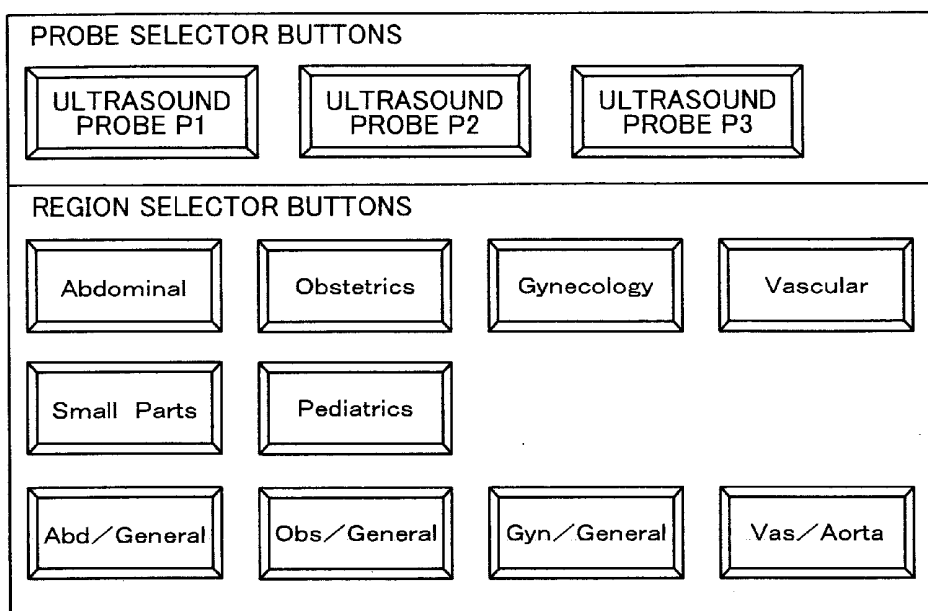 PROBE SELECTOR BUTTONS
ULTRASOUND
PROBE P1
ULTRASOUND
PROBE P2
ULTRASOUND
PROBE P3
REGION SELECTOR BUTTONS
Abdominal
Obstetrics
Gynecology
Vascular
Small Parts
Pediatrics
Abd/General
Obs/General
Gyn/General
Vas/Aorta